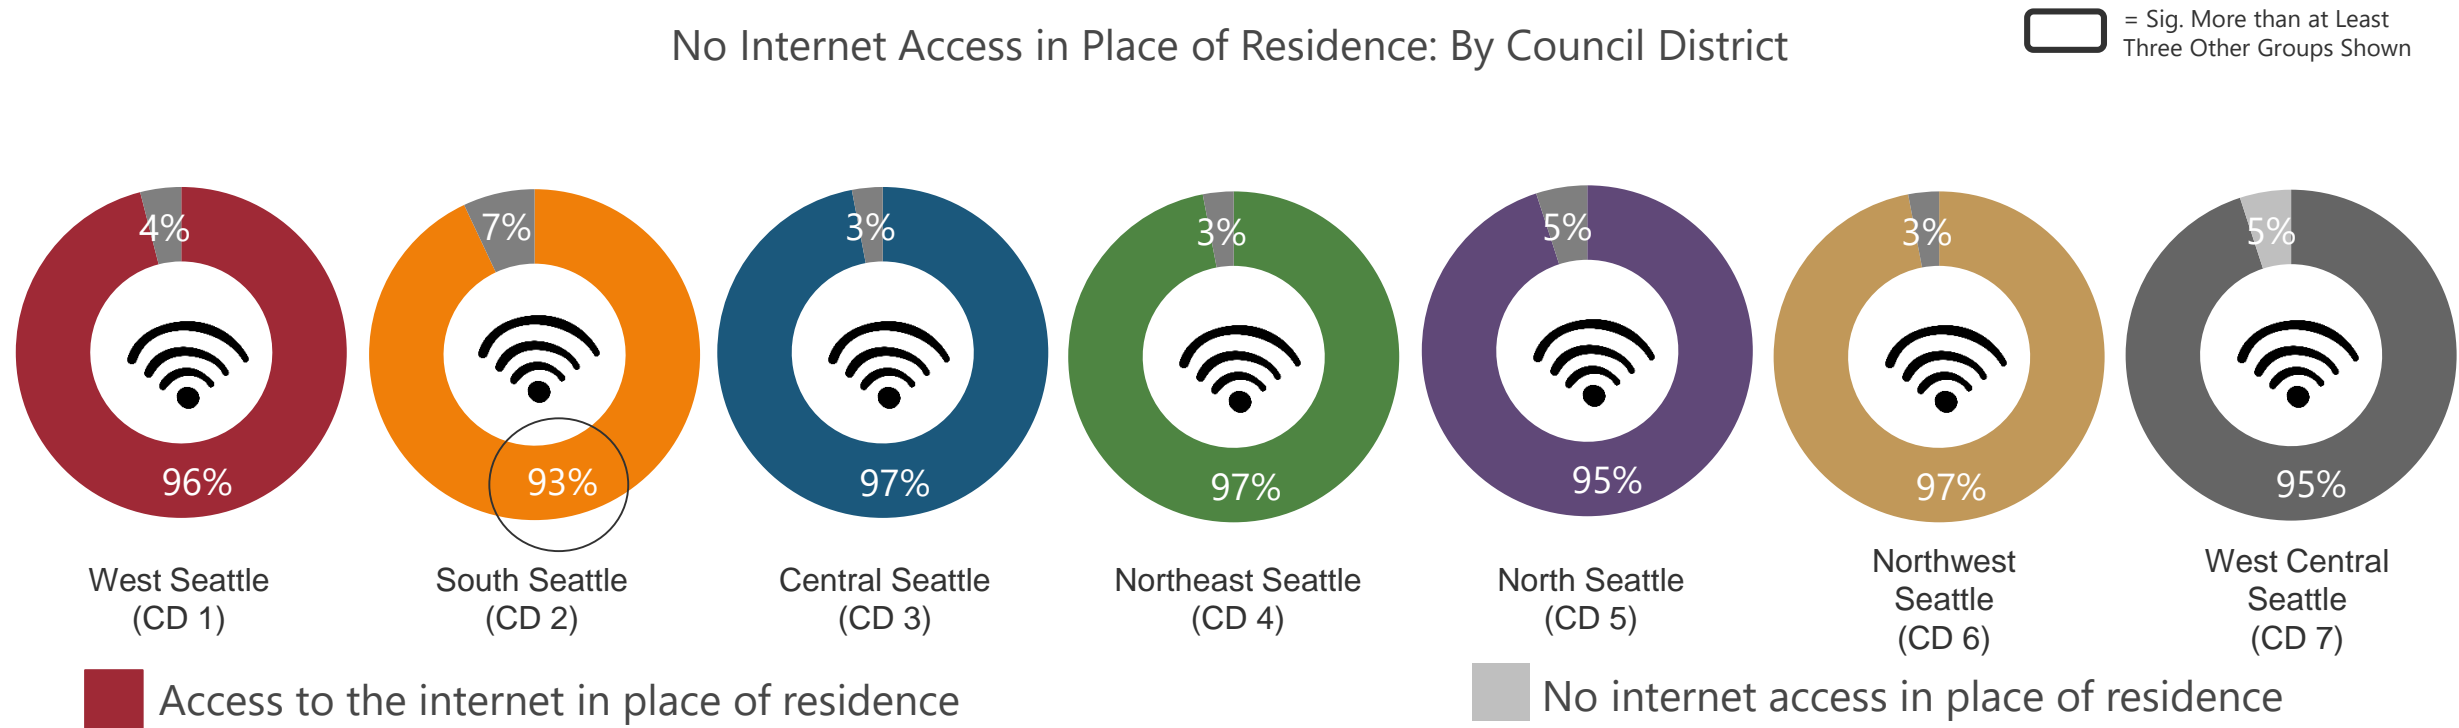 No Internet Access in Place of Residence: By Council District
= Sig. More than at Least
Three Other Groups Shown
4%
96%
West Seattle
(CD 1)
7%
93%
South Seattle
(CD 2)
3%
97%
Central Seattle
(CD 3)
3%
97%
Northeast Seattle
(CD 4)
5%
95%
North Seattle
(CD 5)
3%
97%
Northwest
Seattle
(CD 6)
5%
95%
West Central
Seattle
(CD 7)
Access to the internet in place of residence
No internet access in place of residence